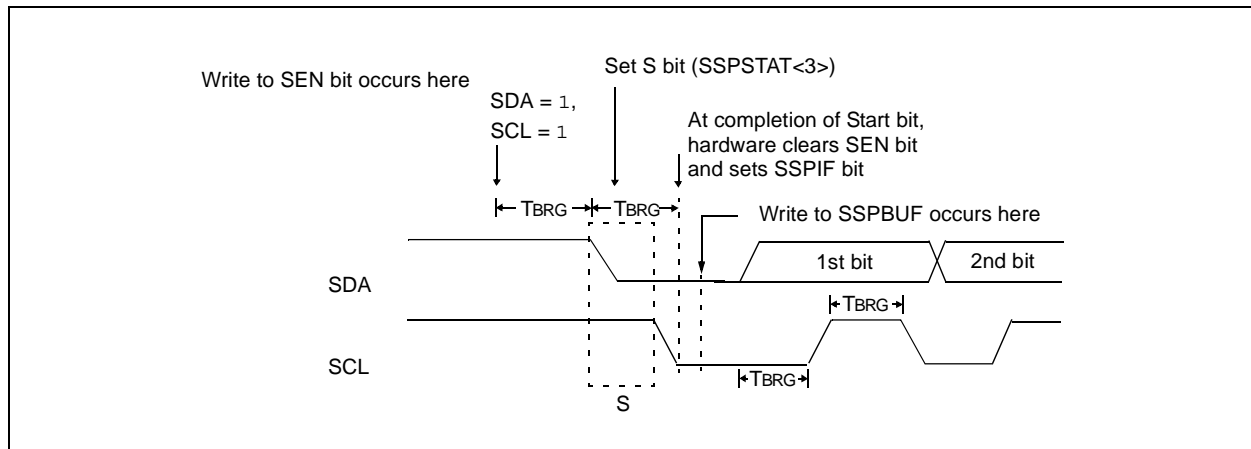 Write to SEN bit occurs here
Set S bit (SSPSTAT<3>)
SDA = 1,
SCL = 1
At completion of Start bit,
hardware clears SEN bit
and sets SSPIF bit
TBRG
TBRG
Write to SSPBUF occurs here
SDA
1st bit
2nd bit
TBRG
SCL
TBRG
S